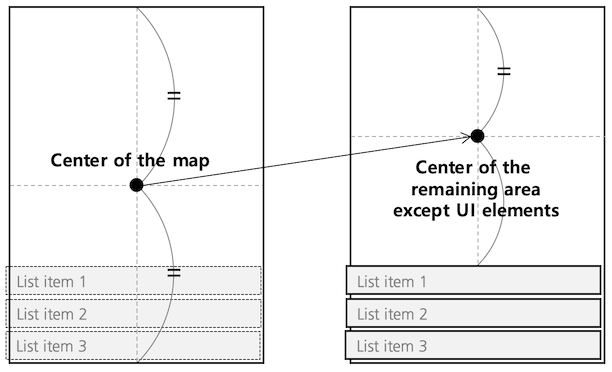 Center of the map
List item 1
List item 2
List item 3
Center of the
remaining area
except UI elements
List item 1
List item 2
List item 3